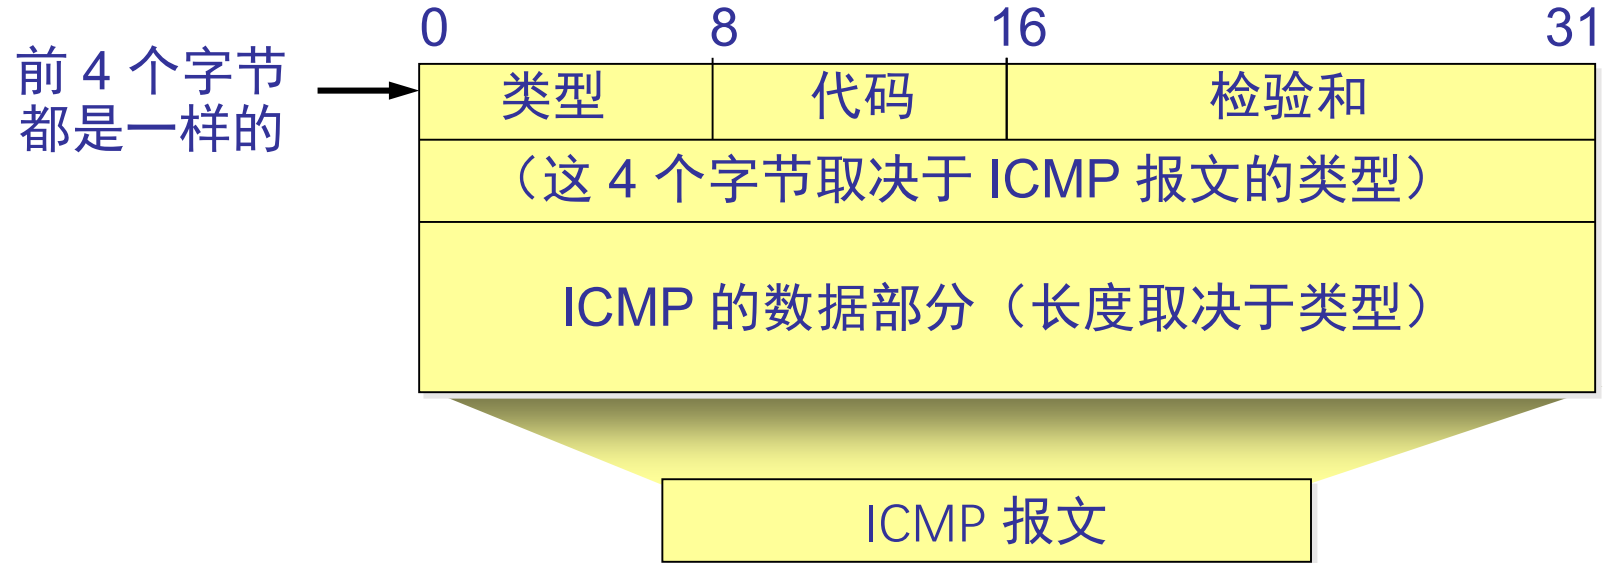 0 8 16 31
前 4 个字节
都是一样的
类型 代码 检验和
（这 4 个字节取决于 ICMP 报文的类型）
ICMP 的数据部分（长度取决于类型）
ICMP 报文